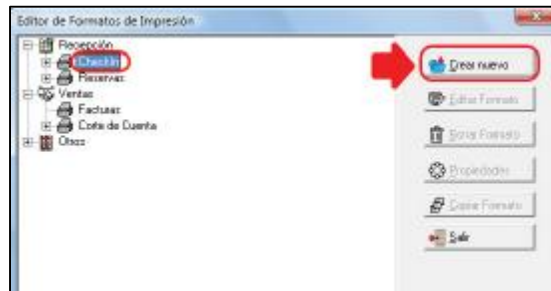 Editor de Formatos de Impresión
Recepción
CheckIn
Reservas
Ventas
Facturas
Corte de Cuenta
Otros
Crear nuevo
Editar Formato
Borrar Formato
Propiedades
Copiar Formato
Salir